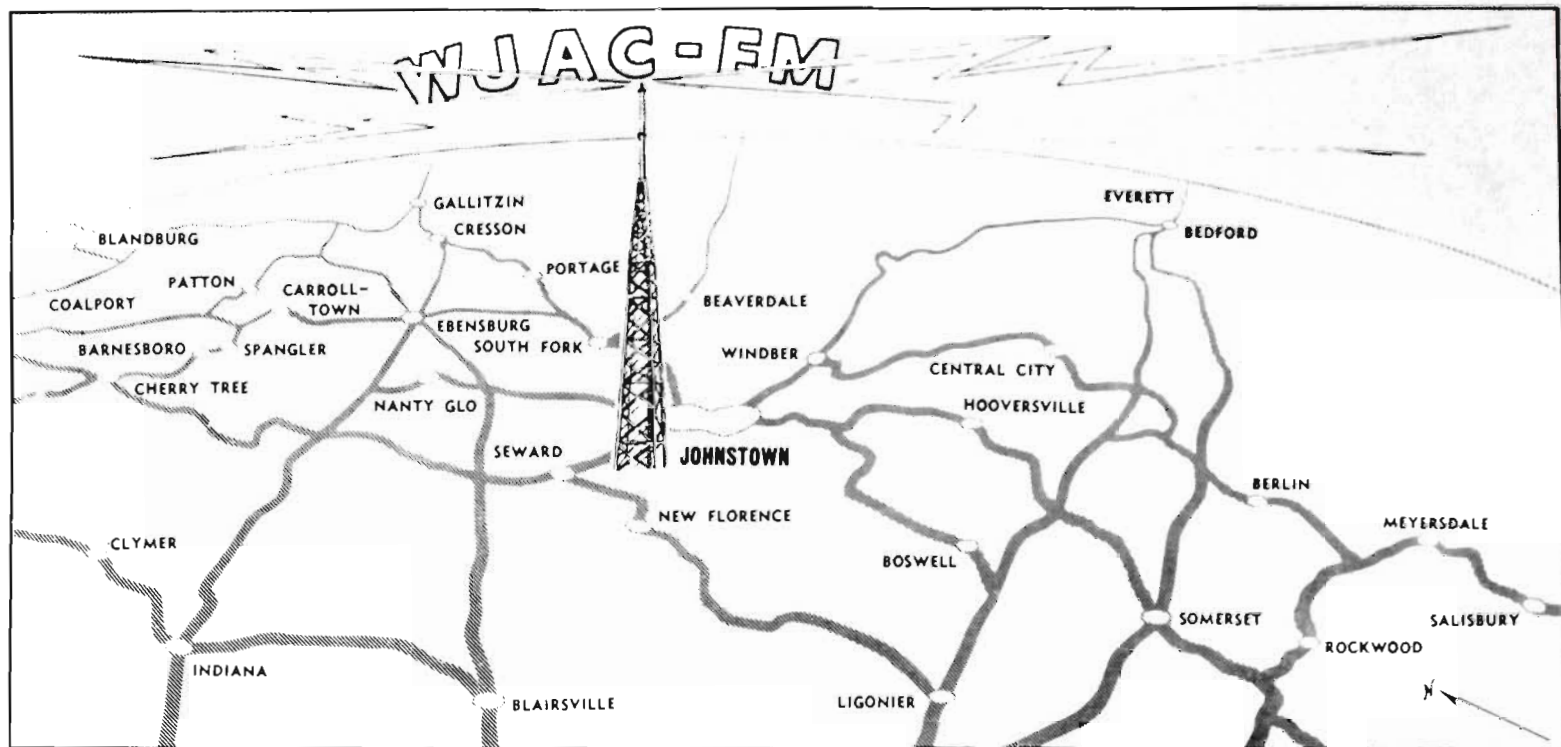 WJAC-FM
GALLITZIN
CRESSON
BLANDBURG
PATTON
COALPORT
CARROLL-
TOWN
PORTAGE
EVERETT
BEDFORD
BEAVERDALE
EBENSBURG
SOUTH FORK
BARNESBORO
SPANGLER
CHERRY TREE
NANTY GLO
WINDBER
CENTRAL CITY
HOOVERSVILLE
SEWARD
JOHNSTOWN
NEW FLORENCE
BERLIN
MEYERSDALE
CLYMER
BOSWELL
SOMERSET
SALISBURY
ROCKWOOD
INDIANA
BLAIRSVILLE
LIGONIER
N